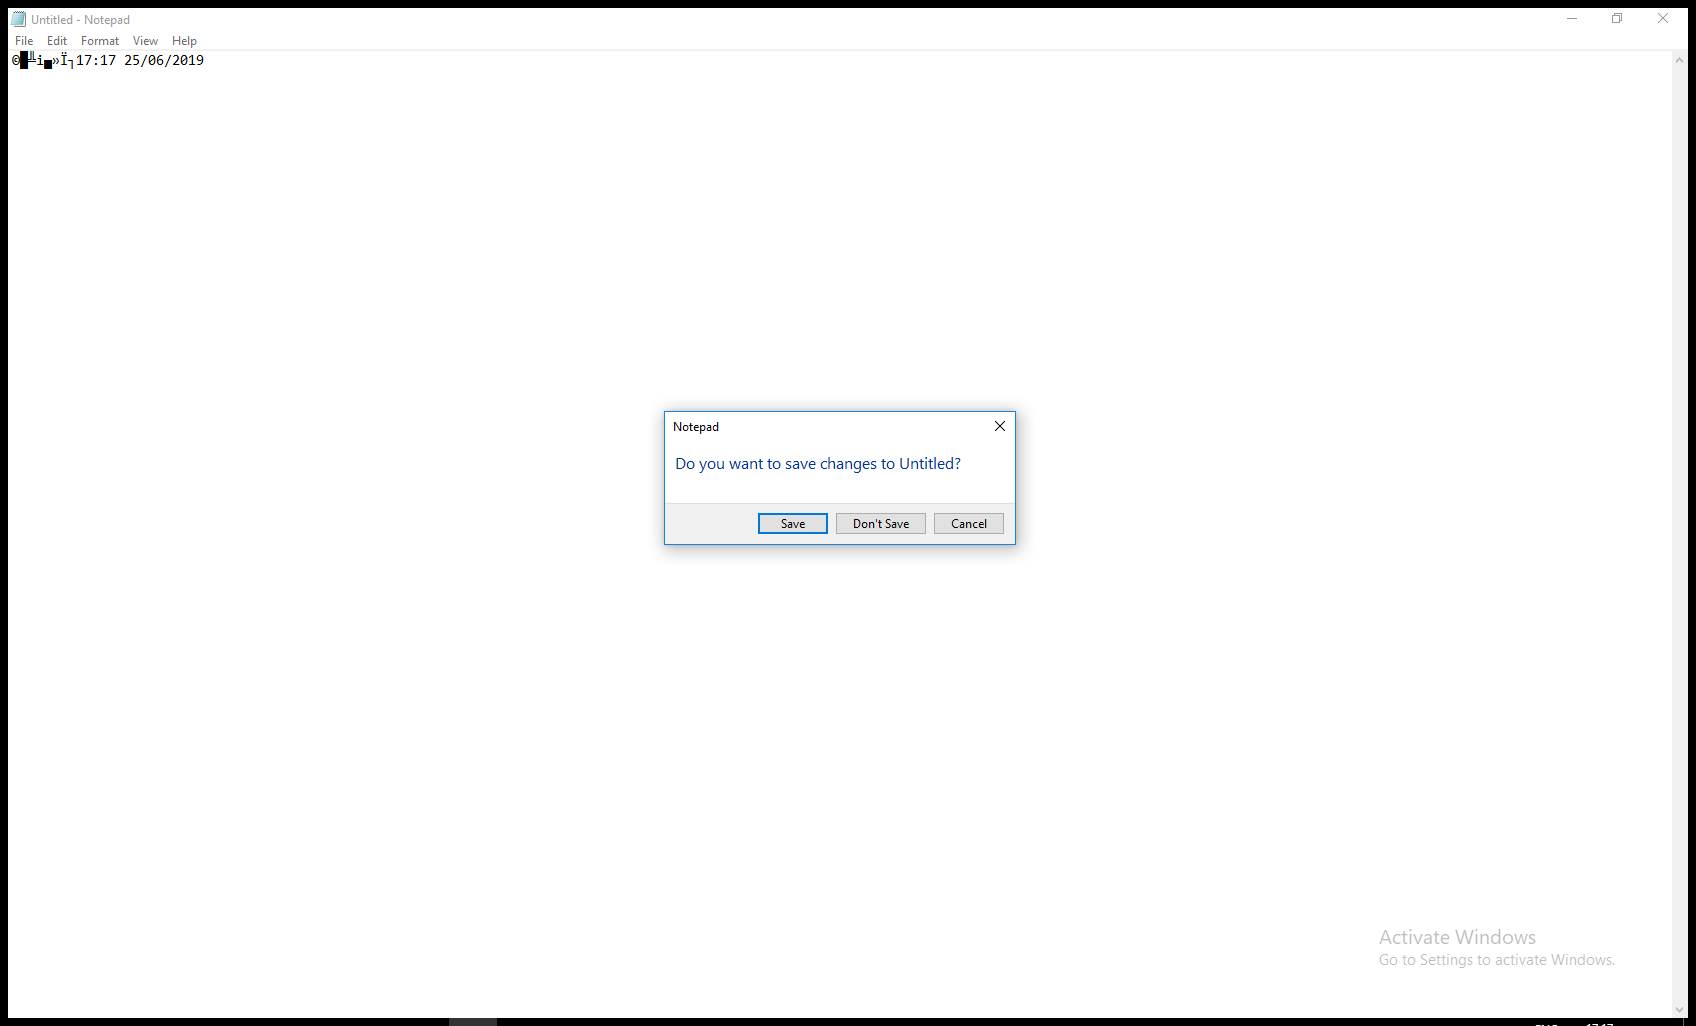 Untitled - Notepad
File Edit Format View Help
17:17 25/06/2019
Notepad
Do you want to save changes to Untitled?
Save Don't Save Cancel
Activate Windows
Go to Settings to activate Windows.